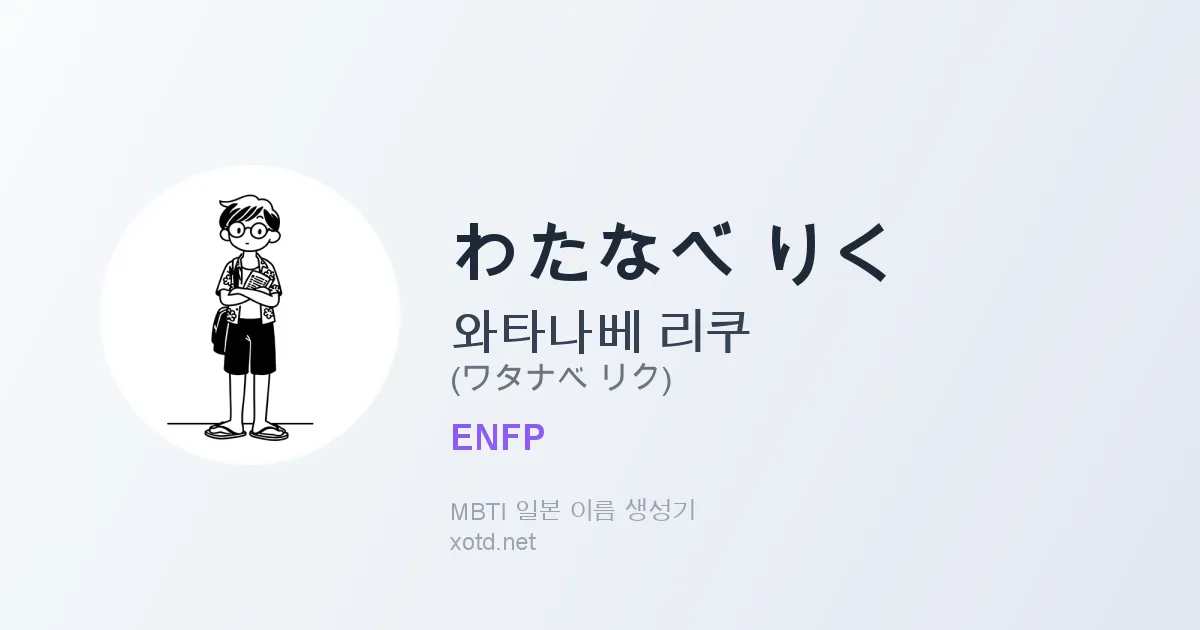 わたなべ りく
와타나베 리쿠
(ワタナベ リク)
ENFP
MBTI 일본 이름 생성기
xotd.net